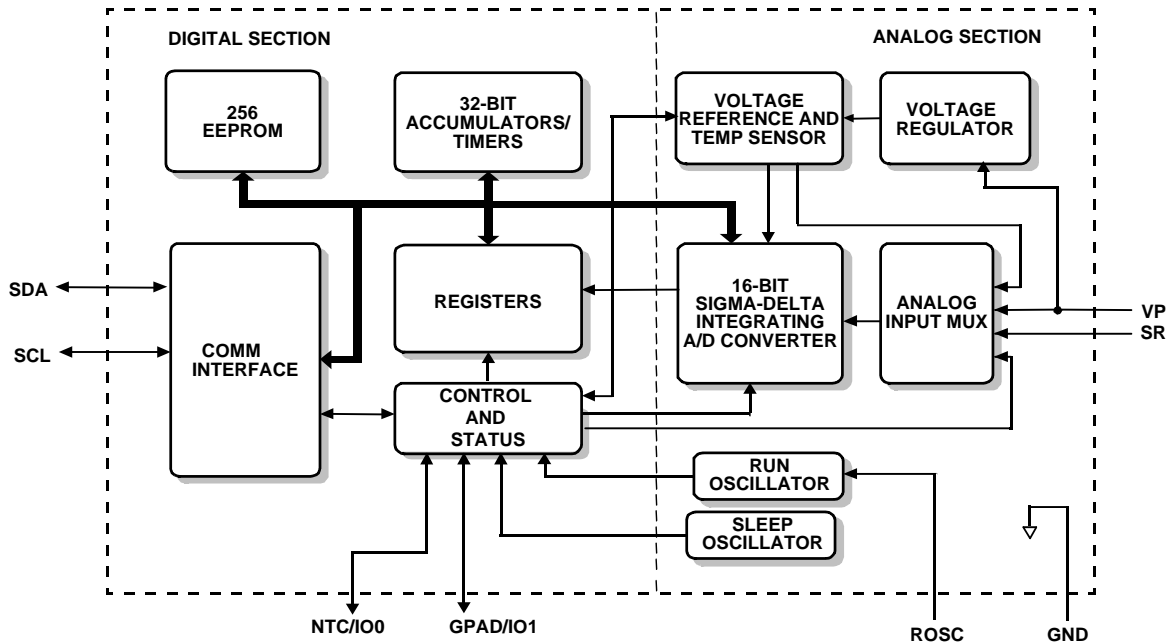 DIGITAL SECTION
ANALOG SECTION
256
EEPROM
32-BIT
ACCUMULATORS/
TIMERS
VOLTAGE
REFERENCE AND
TEMP SENSOR
VOLTAGE
REGULATOR
SDA
SCL
COMM
INTERFACE
REGISTERS
16-BIT
SIGMA-DELTA
INTEGRATING
A/D CONVERTER
ANALOG
INPUT MUX
VP
SR
CONTROL
AND
STATUS
RUN
OSCILLATOR
SLEEP
OSCILLATOR
NTC/IO0
GPAD/IO1
ROSC
GND